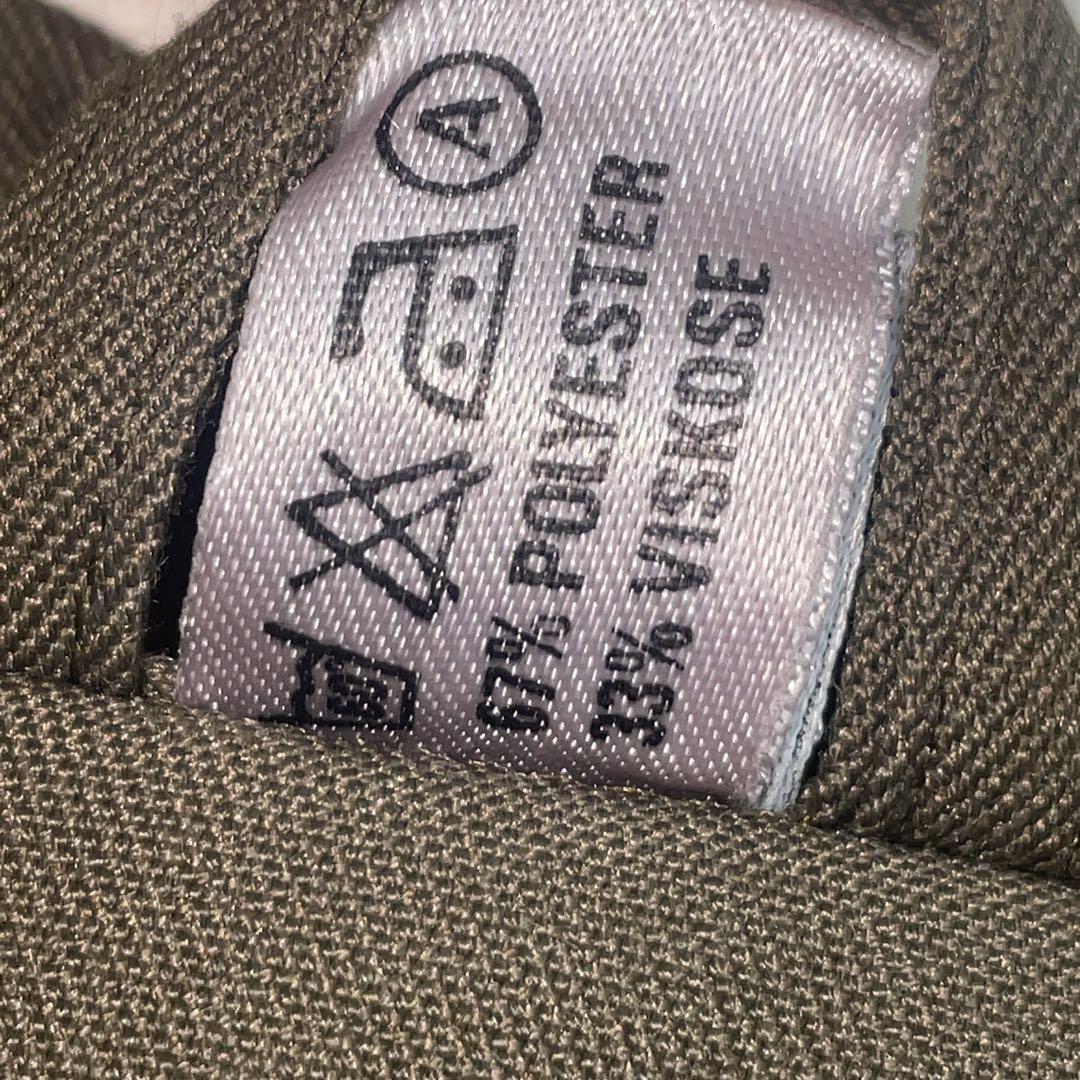 A
67% POLYESTER
33% VISKOSE